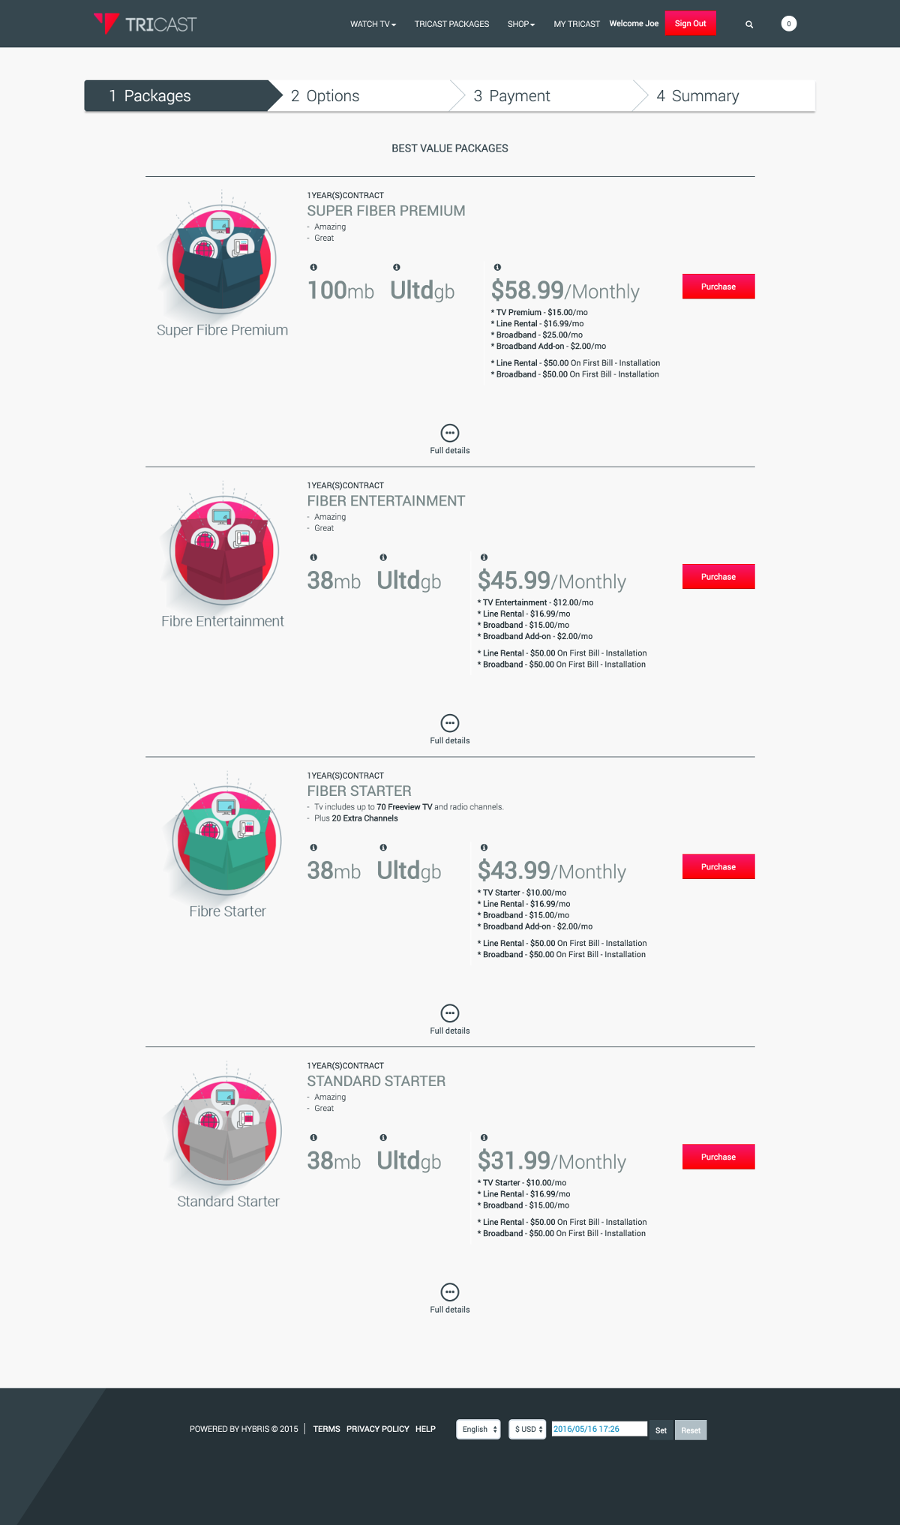 TRICAST
WATCH TV TRICAST PACKAGES SHOP MY TRICAST Welcome Joe Sign Out 0
1 Packages 2 Options 3 Payment 4 Summary
BEST VALUE PACKAGES
1YEAR(S)CONTRACT
SUPER FIBER PREMIUM
- Amazing
- Great
100mb Ultdgb $58.99/Monthly Purchase
* TV Premium - $15.00/mo
* Line Rental - $16.99/mo
* Broadband - $25.00/mo
* Broadband Add-on - $2.00/mo
* Line Rental - $50.00 On First Bill - Installation
* Broadband - $50.00 On First Bill - Installation
Super Fibre Premium
Full details
1YEAR(S)CONTRACT
FIBER ENTERTAINMENT
- Amazing
- Great
38mb Ultdgb $45.99/Monthly Purchase
* TV Entertainment - $12.00/mo
* Line Rental - $16.99/mo
* Broadband - $15.00/mo
* Broadband Add-on - $2.00/mo
* Line Rental - $50.00 On First Bill - Installation
* Broadband - $50.00 On First Bill - Installation
Fibre Entertainment
Full details
1YEAR(S)CONTRACT
FIBER STARTER
- Tv includes up to 70 Freeview TV and radio channels.
- Plus 20 Extra Channels
38mb Ultdgb $43.99/Monthly Purchase
* TV Starter - $10.00/mo
* Line Rental - $16.99/mo
* Broadband - $15.00/mo
* Broadband Add-on - $2.00/mo
* Line Rental - $50.00 On First Bill - Installation
* Broadband - $50.00 On First Bill - Installation
Fibre Starter
Full details
1YEAR(S)CONTRACT
STANDARD STARTER
- Amazing
- Great
38mb Ultdgb $31.99/Monthly Purchase
* TV Starter - $10.00/mo
* Line Rental - $16.99/mo
* Broadband - $15.00/mo
* Line Rental - $50.00 On First Bill - Installation
* Broadband - $50.00 On First Bill - Installation
Standard Starter
Full details
POWERED BY HYBRIS © 2015 | TERMS PRIVACY POLICY HELP English $ USD 2016/05/16 17:26 Set Reset